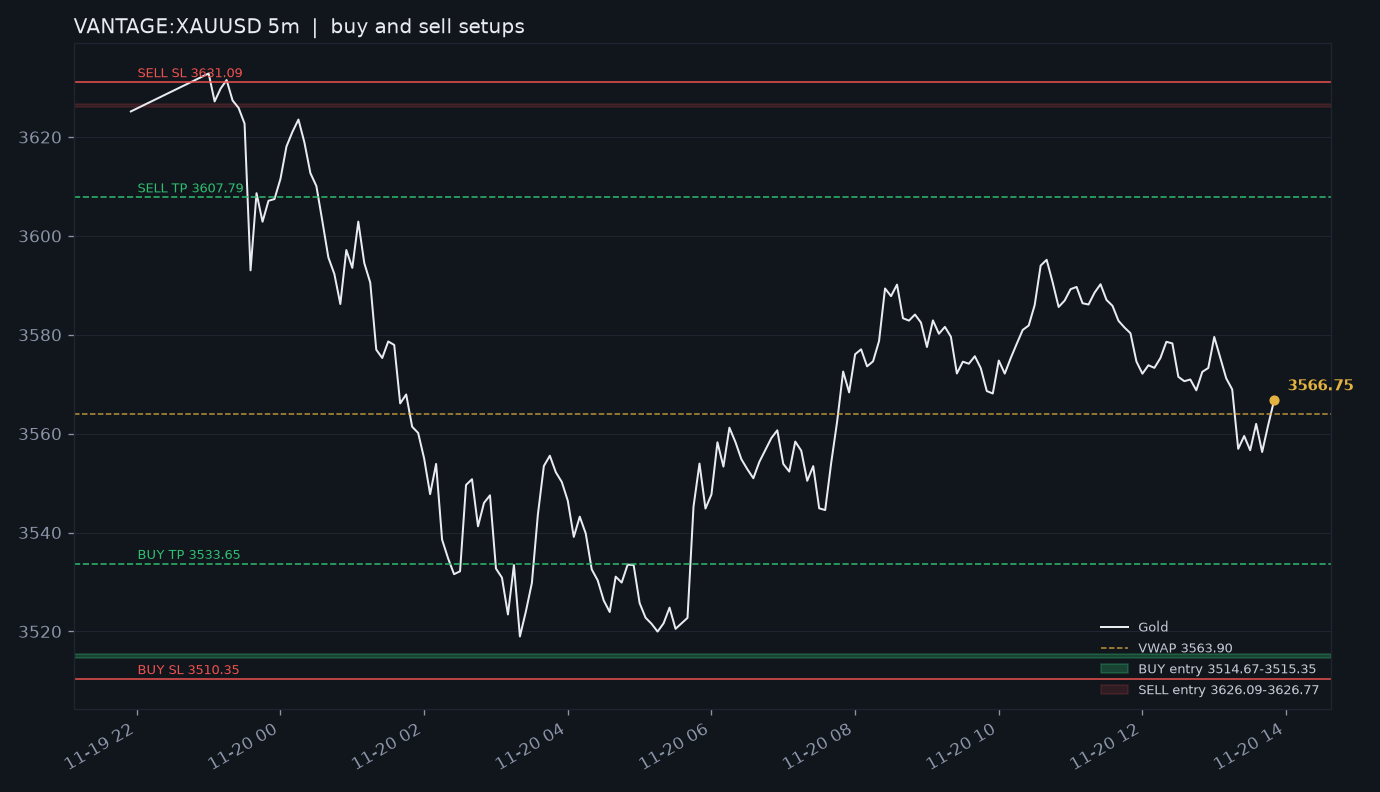 VANTAGE:XAUUSD 5m | buy and sell setups
SELL SL 3631.09
3620
SELL TP 3607.79
3600
3580
3566.75
3560
3540
BUY TP 3533.65
3520
Gold
VWAP 3563.90
BUY entry 3514.67-3515.35
BUY SL 3510.35
SELL entry 3626.09-3626.77
11-19 22
11-20 00
11-20 02
11-20 04
11-20 06
11-20 08
11-20 10
11-20 12
11-20 14